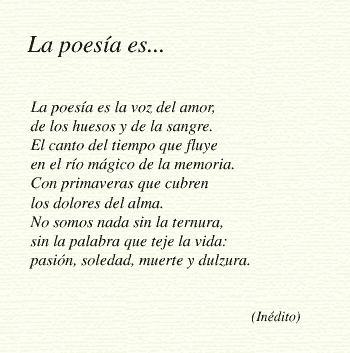 La poesía es...
La poesía es la voz del amor,
de los huesos y de la sangre.
El canto del tiempo que fluye
en el río mágico de la memoria.
Con primaveras que cubren
los dolores del alma.
No somos nada sin la ternura,
sin la palabra que teje la vida:
pasión, soledad, muerte y dulzura.
(Inédito)